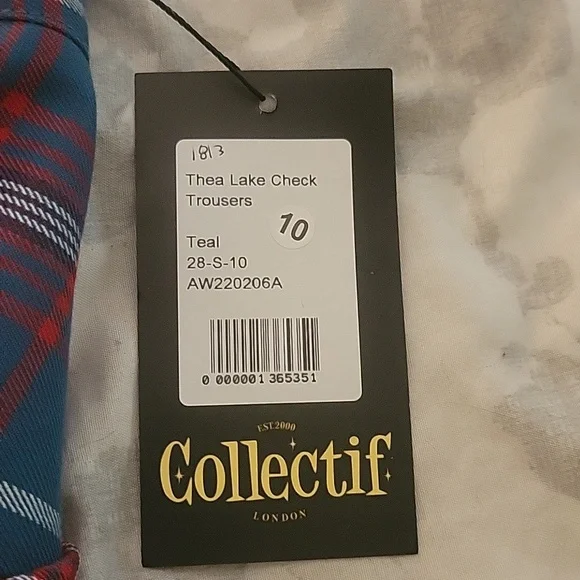 1813
Thea Lake Check
Trousers
10
Teal
28-S-10
AW220206A
0 000001 365351
EST.2000
Collectif
LONDON